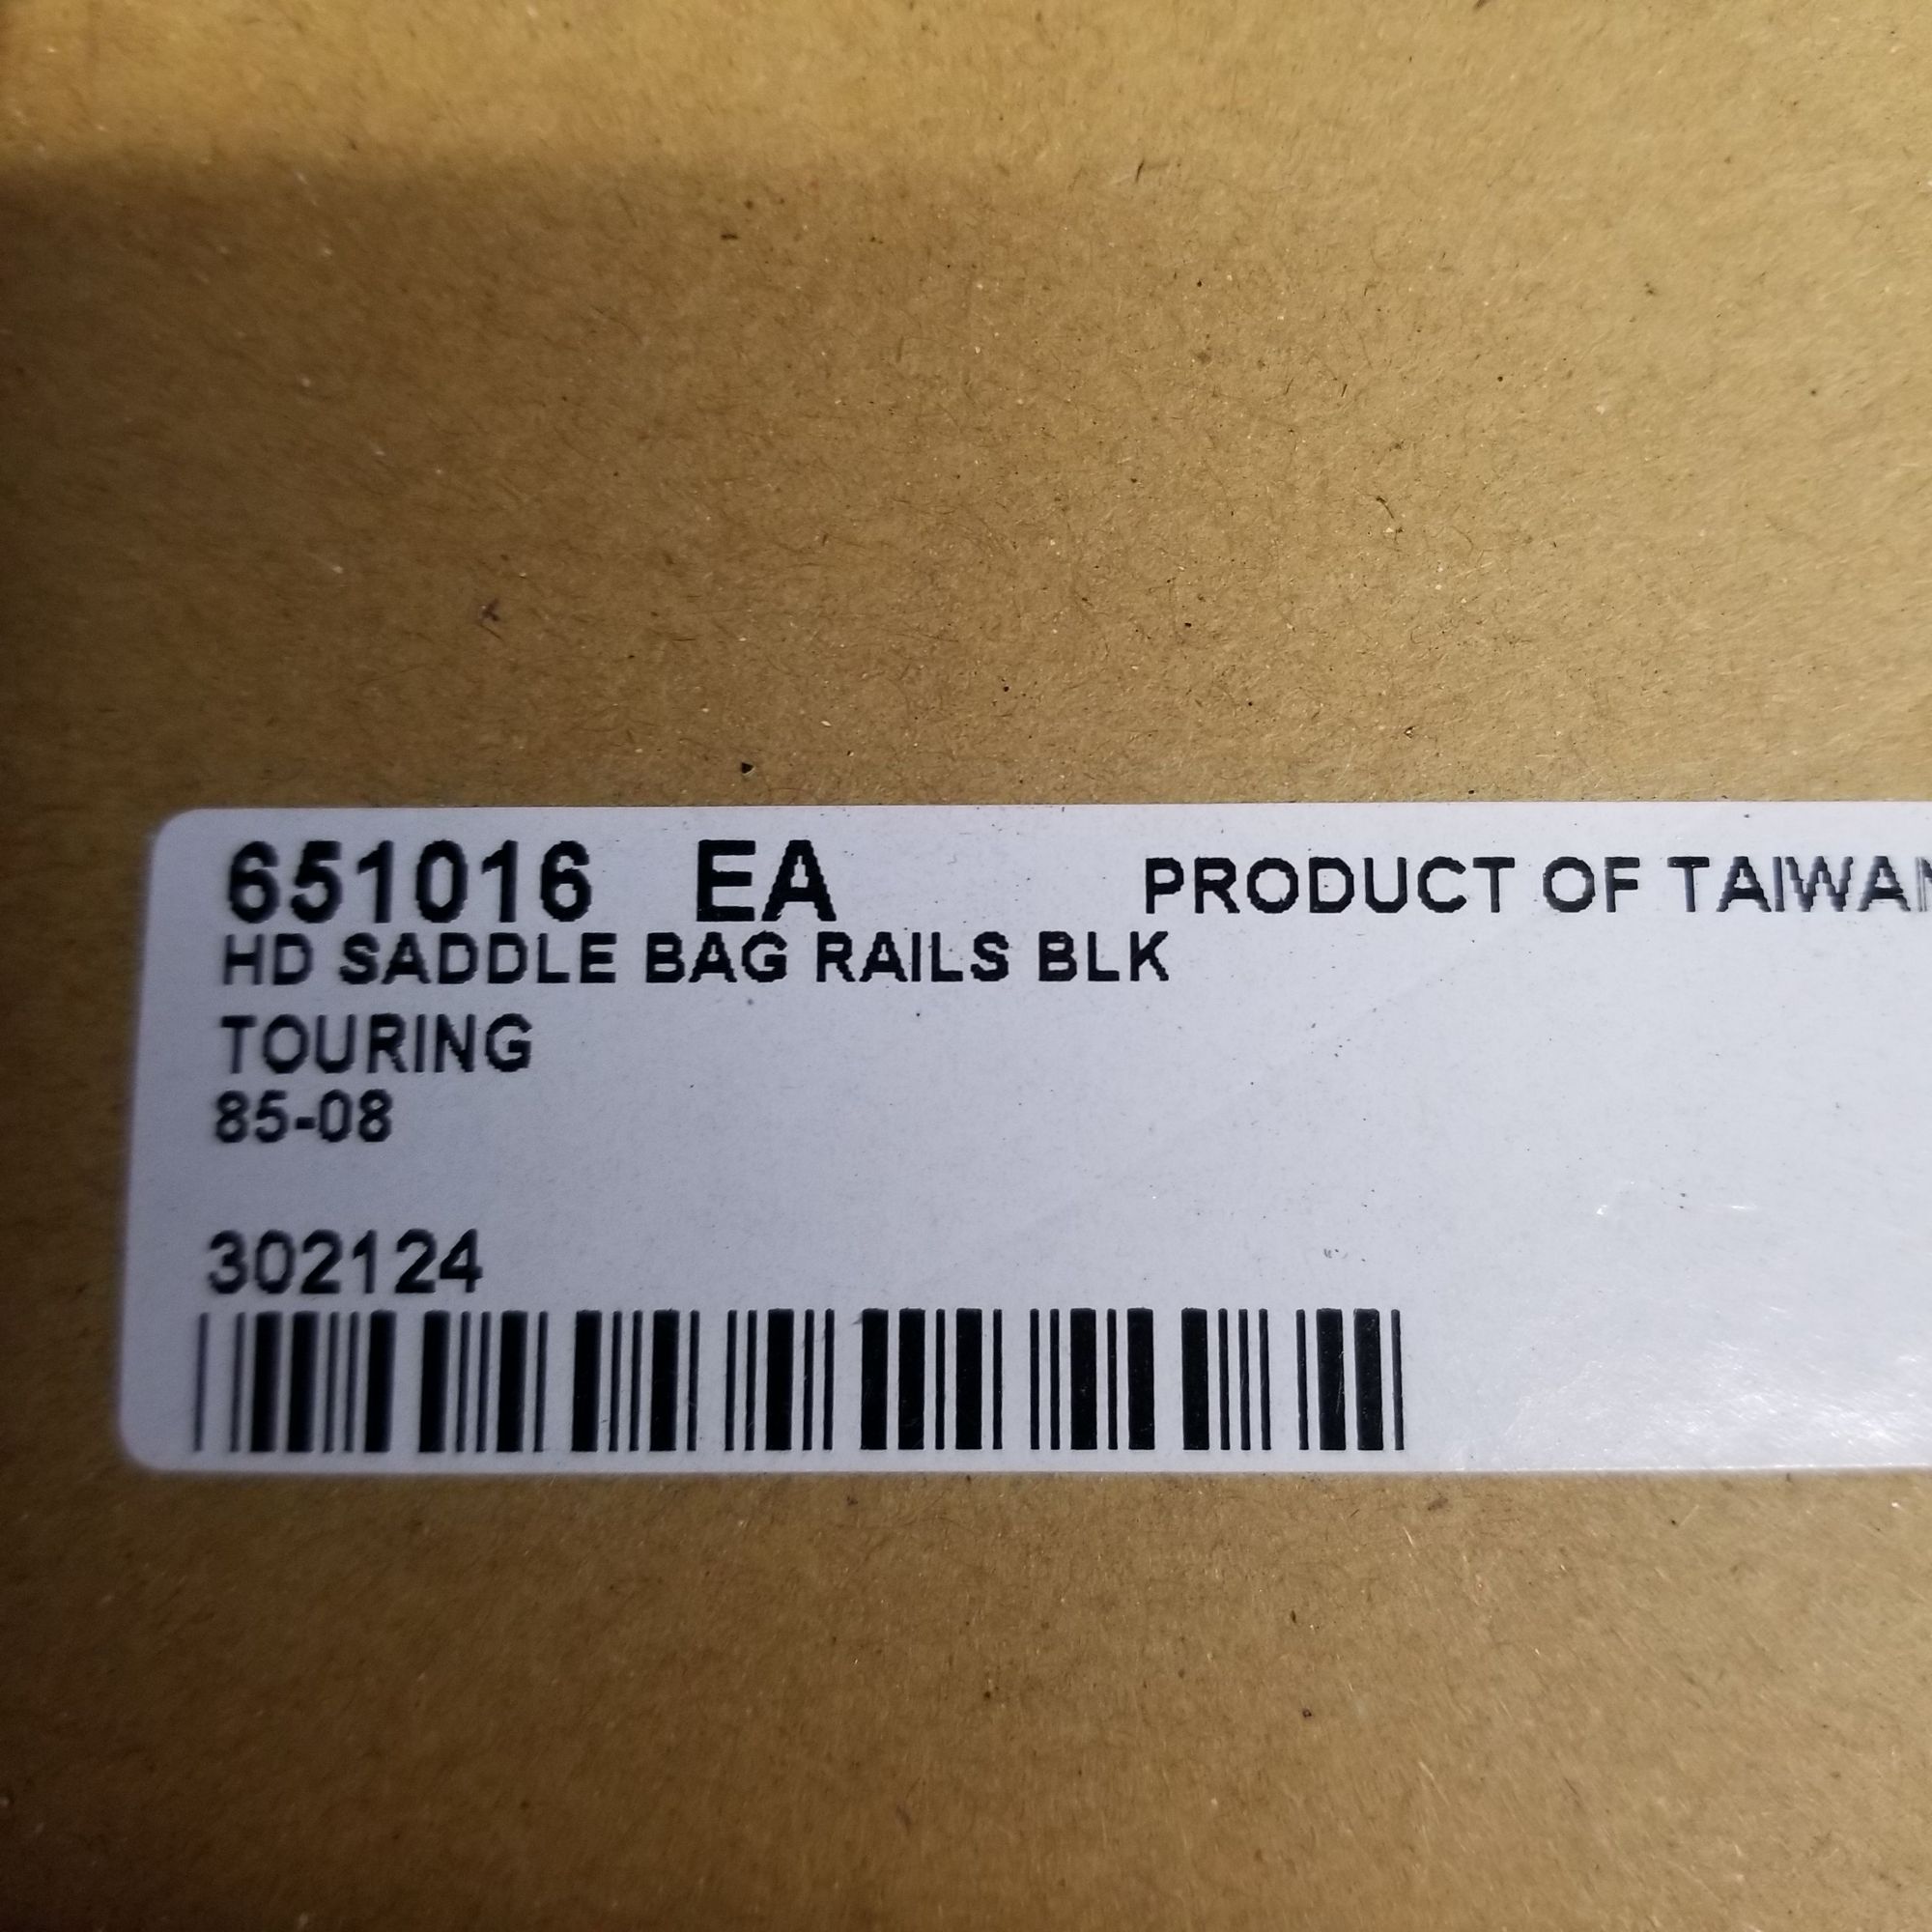 651016 EA PRODUCT OF TAIWAN
HD SADDLE BAG RAILS BLK
TOURING
85-08
302124